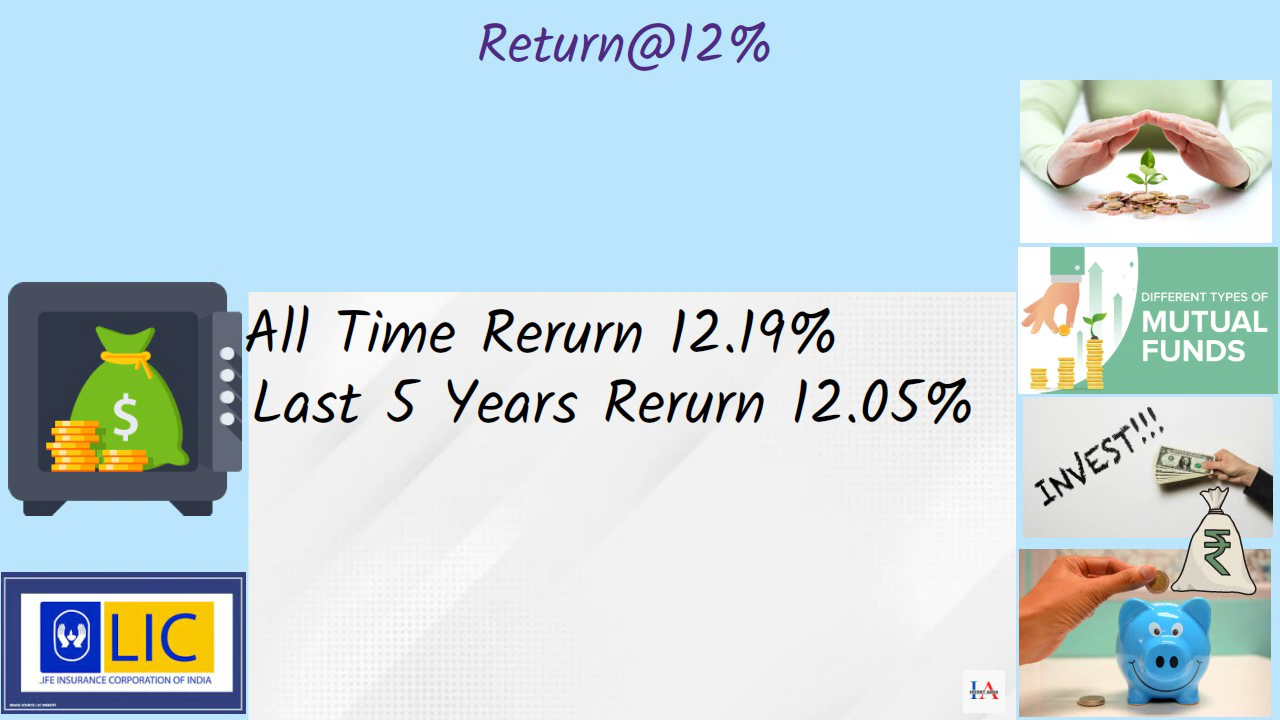 Return@12%
All Time Rerurn 12.19%
Last 5 Years Rerurn 12.05%
DIFFERENT TYPES OF
MUTUAL
FUNDS
INVEST!!!
$
₹
LIC
LIFE INSURANCE CORPORATION OF INDIA
IA